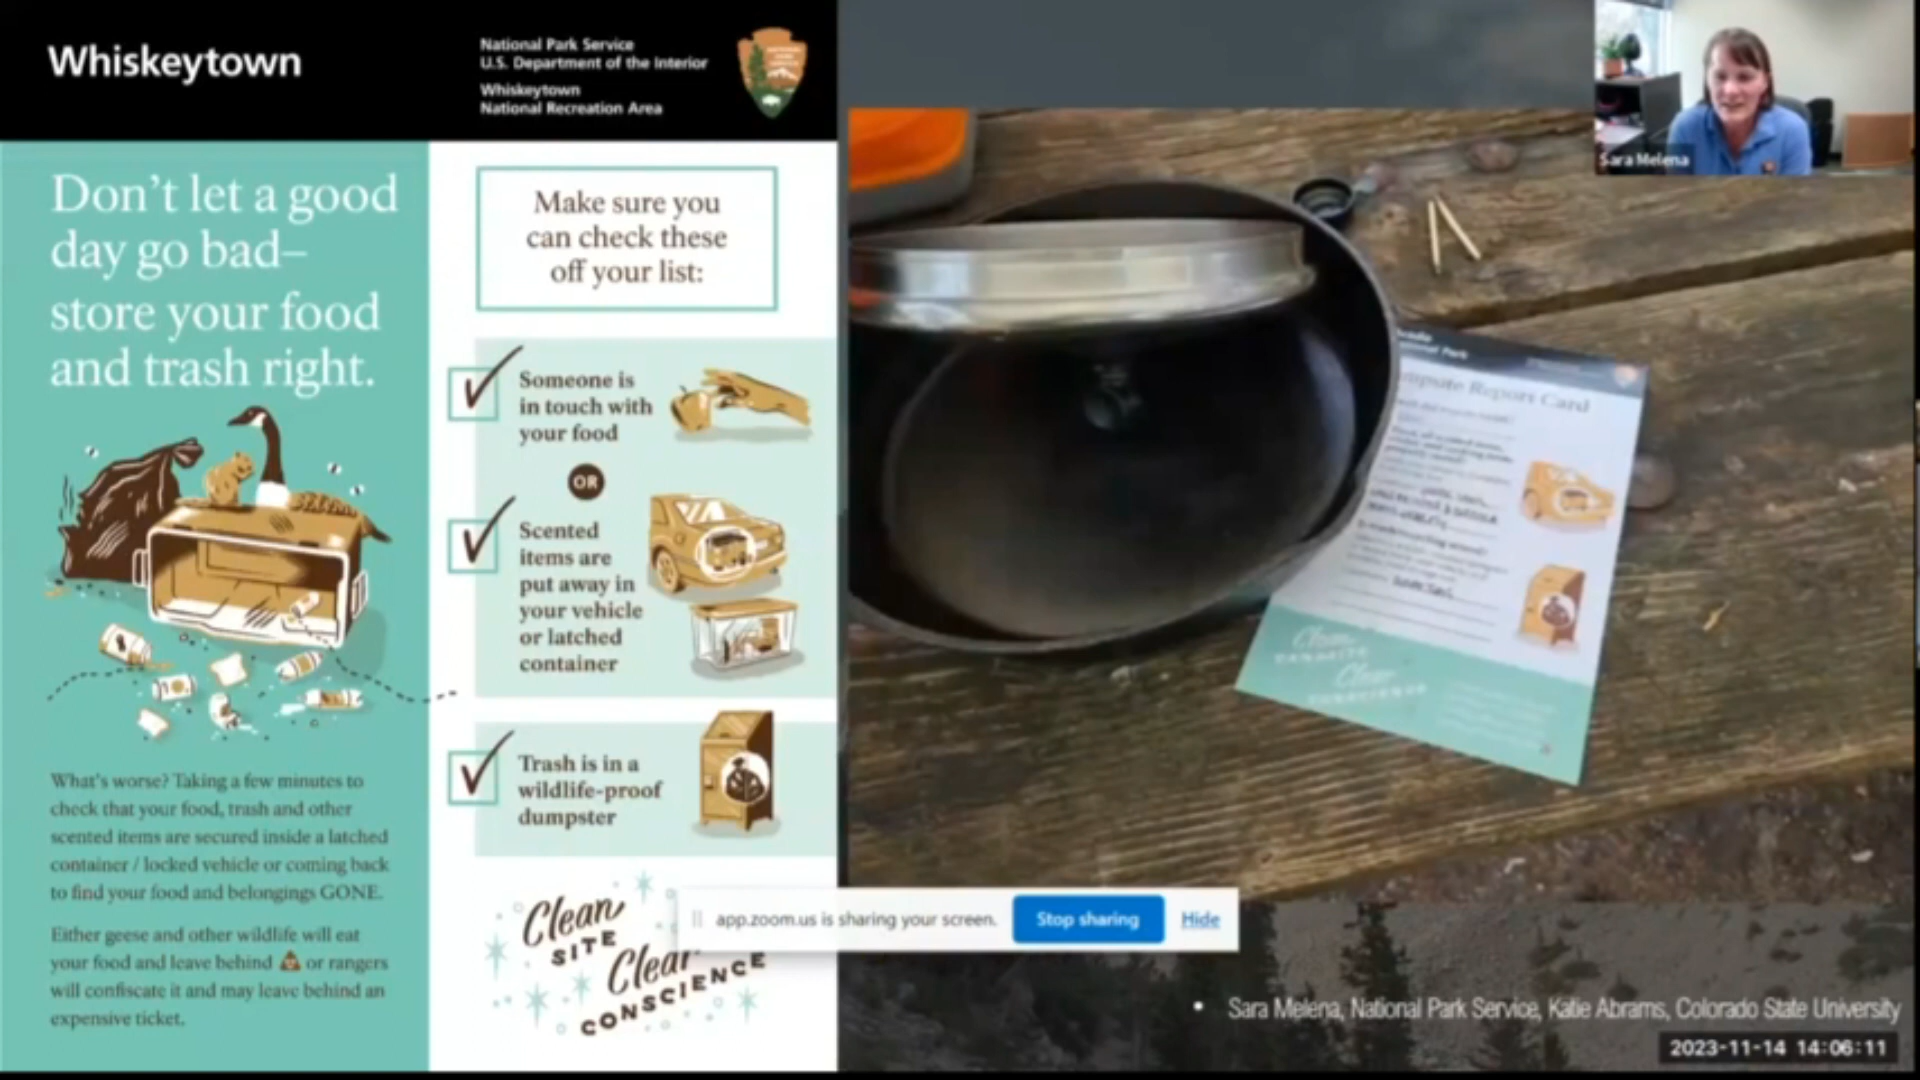 Whiskeytown
National Park Service
U.S. Department of the Interior
Whiskeytown
National Recreation Area
Don't let a good
day go bad–
store your food
and trash right.
What's worse? Taking a few minutes to
check that your food, trash and other
scented items are secured inside a latched
container / locked vehicle or coming back
to find your food and belongings GONE.
Either geese and other wildlife will eat
your food and leave behind 💩 or rangers
will confiscate it and may leave behind an
expensive ticket.
Make sure you
can check these
off your list:
Someone is
in touch with
your food
OR
Scented
items are
put away in
your vehicle
or latched
container
Trash is in a
wildlife-proof
dumpster
Clean
SITE
Clear
CONSCIENCE
Sara Melena
Report Card
Clean
CAMPSITE
Clear
CONSCIENCE
app.zoom.us is sharing your screen.
Stop sharing
Hide
• Sara Melena, National Park Service, Katie Abrams, Colorado State University
2023-11-14 14:06:11